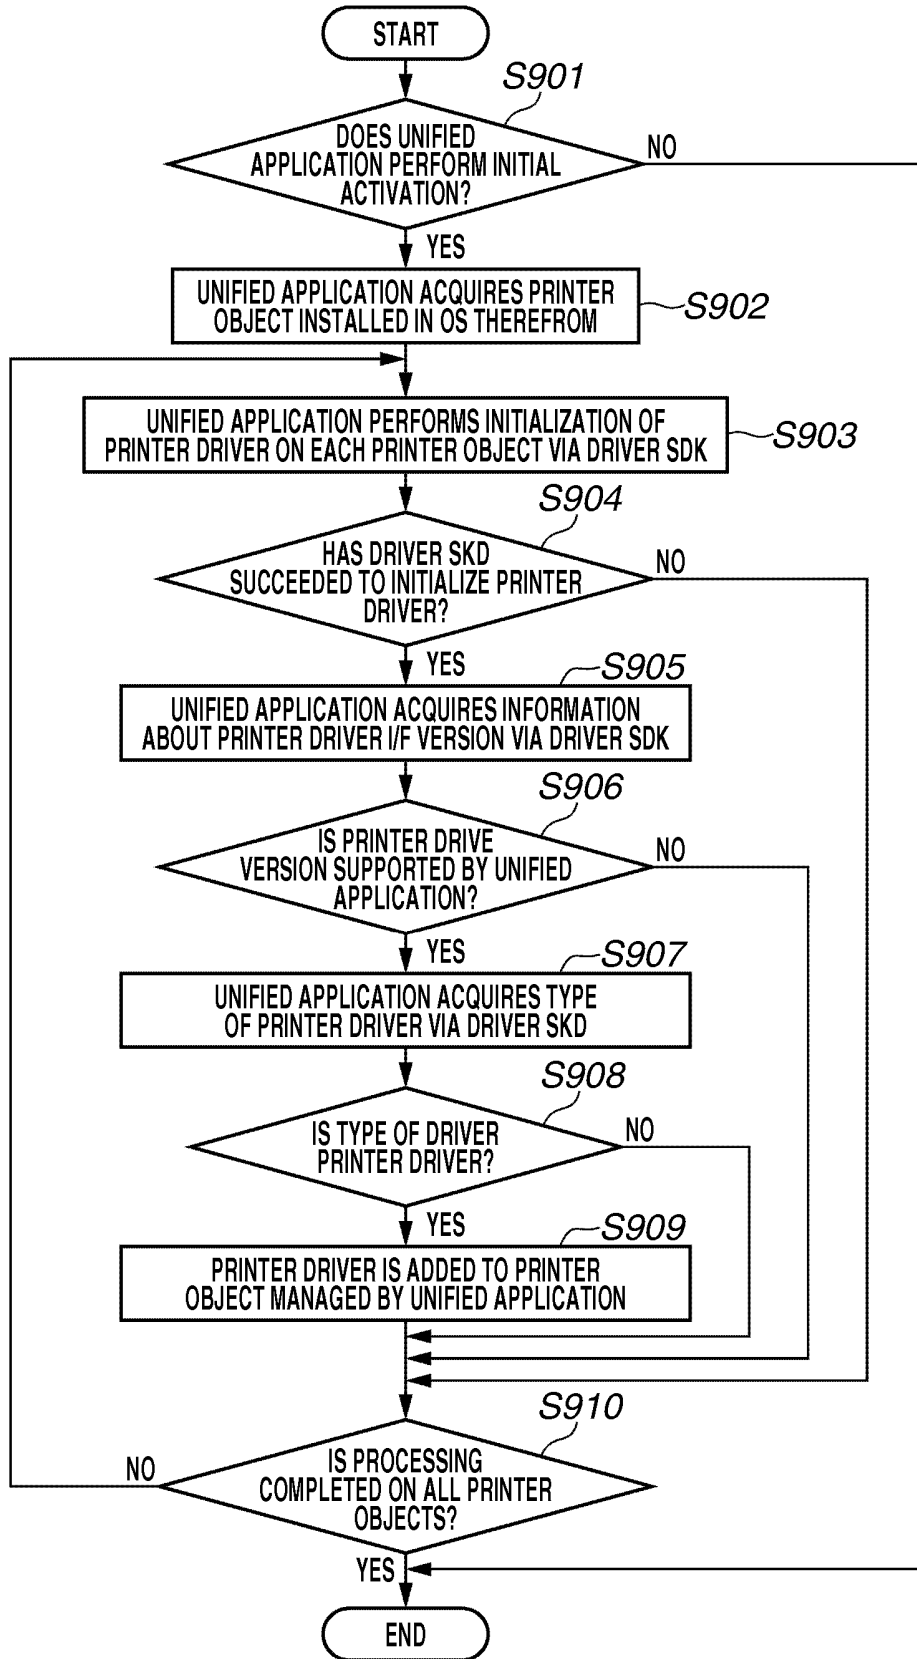 START
S901
DOES UNIFIED
APPLICATION PERFORM INITIAL
ACTIVATION?
NO
YES
UNIFIED APPLICATION ACQUIRES PRINTER
OBJECT INSTALLED IN OS THEREFROM
S902
UNIFIED APPLICATION PERFORMS INITIALIZATION OF
PRINTER DRIVER ON EACH PRINTER OBJECT VIA DRIVER SDK
S903
S904
HAS DRIVER SKD
SUCCEEDED TO INITIALIZE PRINTER
DRIVER?
NO
YES
S905
UNIFIED APPLICATION ACQUIRES INFORMATION
ABOUT PRINTER DRIVER I/F VERSION VIA DRIVER SDK
S906
IS PRINTER DRIVE
VERSION SUPPORTED BY UNIFIED
APPLICATION?
NO
YES
S907
UNIFIED APPLICATION ACQUIRES TYPE
OF PRINTER DRIVER VIA DRIVER SKD
S908
IS TYPE OF DRIVER
PRINTER DRIVER?
NO
YES
S909
PRINTER DRIVER IS ADDED TO PRINTER
OBJECT MANAGED BY UNIFIED APPLICATION
S910
IS PROCESSING
COMPLETED ON ALL PRINTER
OBJECTS?
NO
YES
END